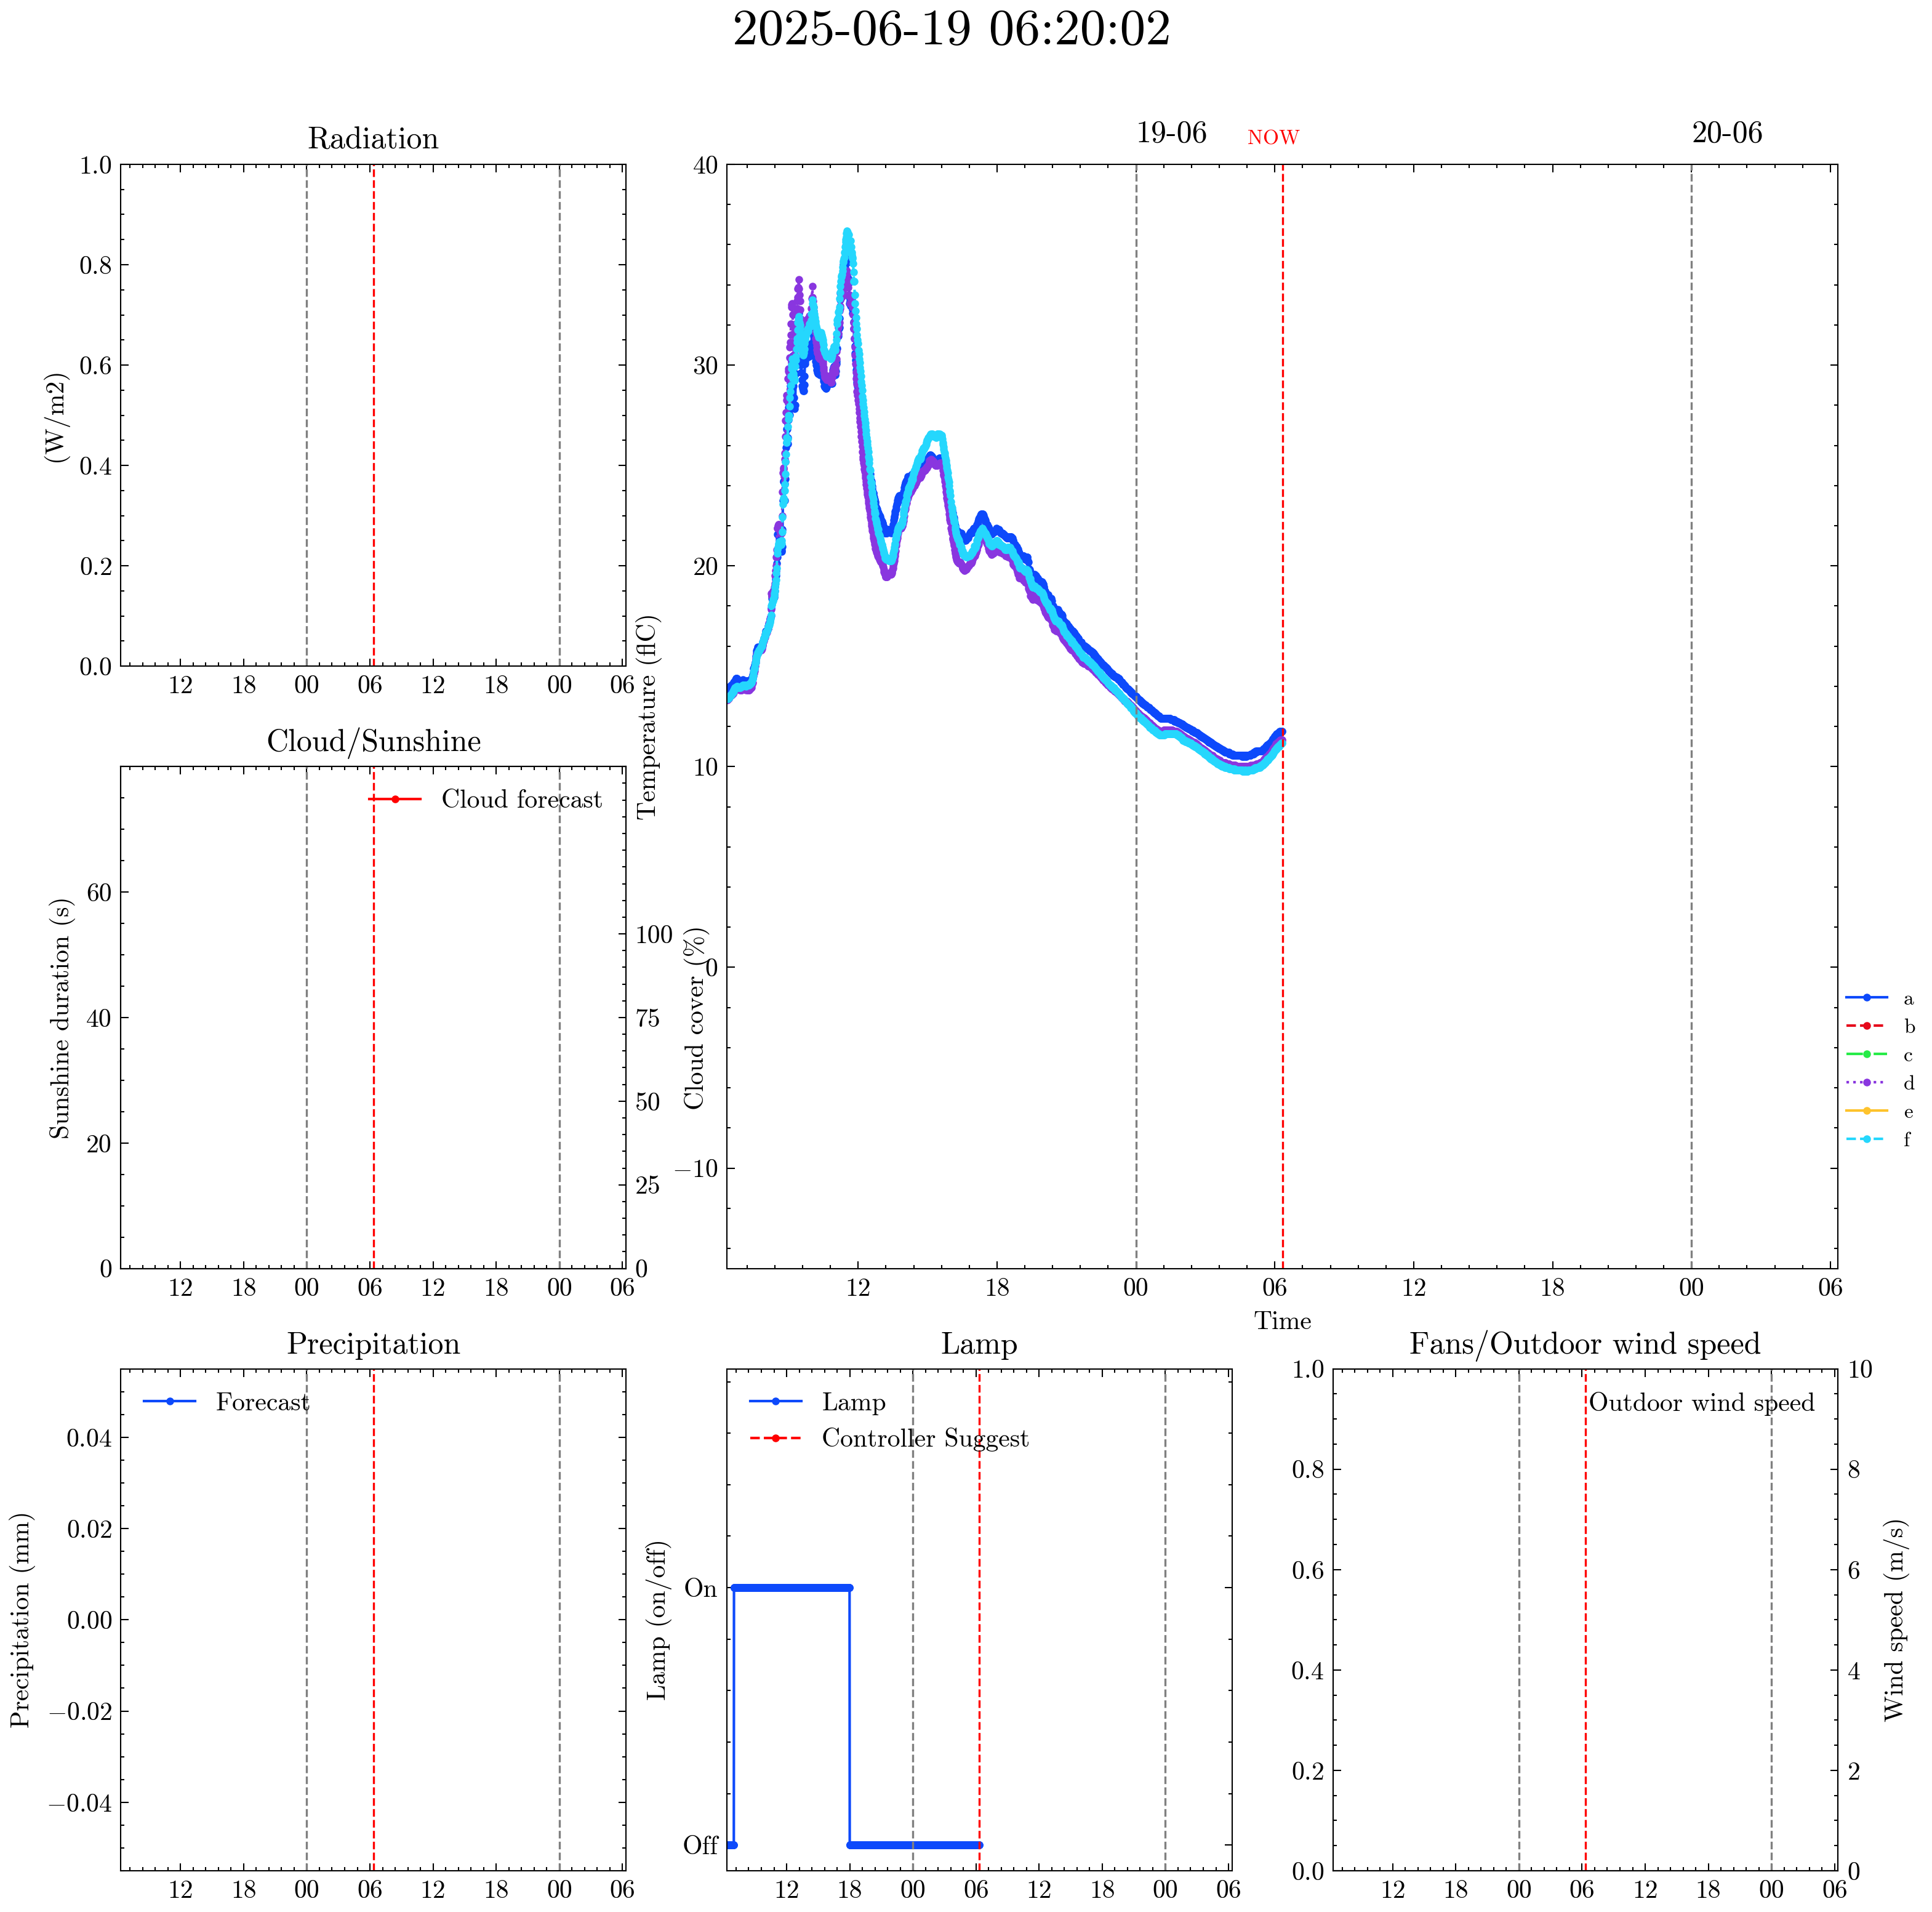 2025-06-19 06:20:02
Radiation
1.0
0.8
0.6
0.4
0.2
0.0
(W/m2)
12 18 00 06 12 18 00 06
19-06 NOW 20-06
40
30
20
10
0
−10
Temperature (flC)
12 18 00 06 12 18 00 06
Time
a
b
c
d
e
f
Cloud/Sunshine
Cloud forecast
60
40
20
0
Sunshine duration (s)
100
75
50
25
0
Cloud cover (%)
12 18 00 06 12 18 00 06
Precipitation
Forecast
0.04
0.02
0.00
−0.02
−0.04
Precipitation (mm)
12 18 00 06 12 18 00 06
Lamp
Lamp
Controller Suggest
On
Off
Lamp (on/off)
12 18 00 06 12 18 00 06
Fans/Outdoor wind speed
Outdoor wind speed
1.0
0.8
0.6
0.4
0.2
0.0
10
8
6
4
2
0
Wind speed (m/s)
12 18 00 06 12 18 00 06